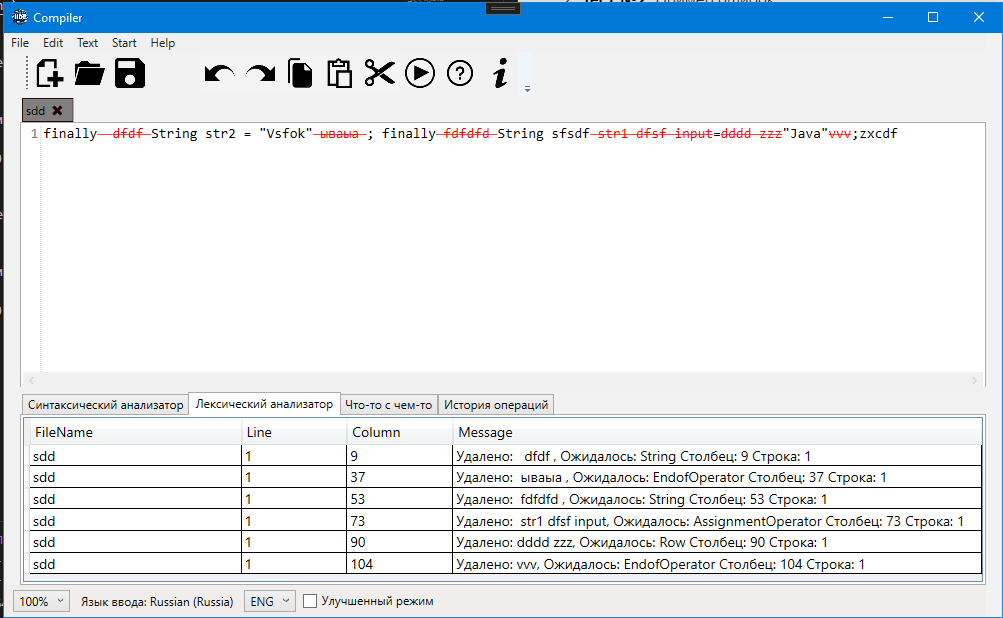 Compiler
File Edit Text Start Help
sdd
1 finally dfdf String str2 = "Vsfok" ываыа ; finally fdfdfd String sfsdf str1 dfsf input=dddd zzz"Java"vvv;zxcdf
Синтаксический анализатор Лексический анализатор Что-то с чем-то История операций
FileName Line Column Message
sdd 1 9 Удалено: dfdf , Ожидалось: String Столбец: 9 Строка: 1
sdd 1 37 Удалено: ываыа , Ожидалось: EndofOperator Столбец: 37 Строка: 1
sdd 1 53 Удалено: fdfdfd , Ожидалось: String Столбец: 53 Строка: 1
sdd 1 73 Удалено: str1 dfsf input, Ожидалось: AssignmentOperator Столбец: 73 Строка: 1
sdd 1 90 Удалено: dddd zzz, Ожидалось: Row Столбец: 90 Строка: 1
sdd 1 104 Удалено: vvv, Ожидалось: EndofOperator Столбец: 104 Строка: 1
100% Язык ввода: Russian (Russia) ENG Улучшенный режим